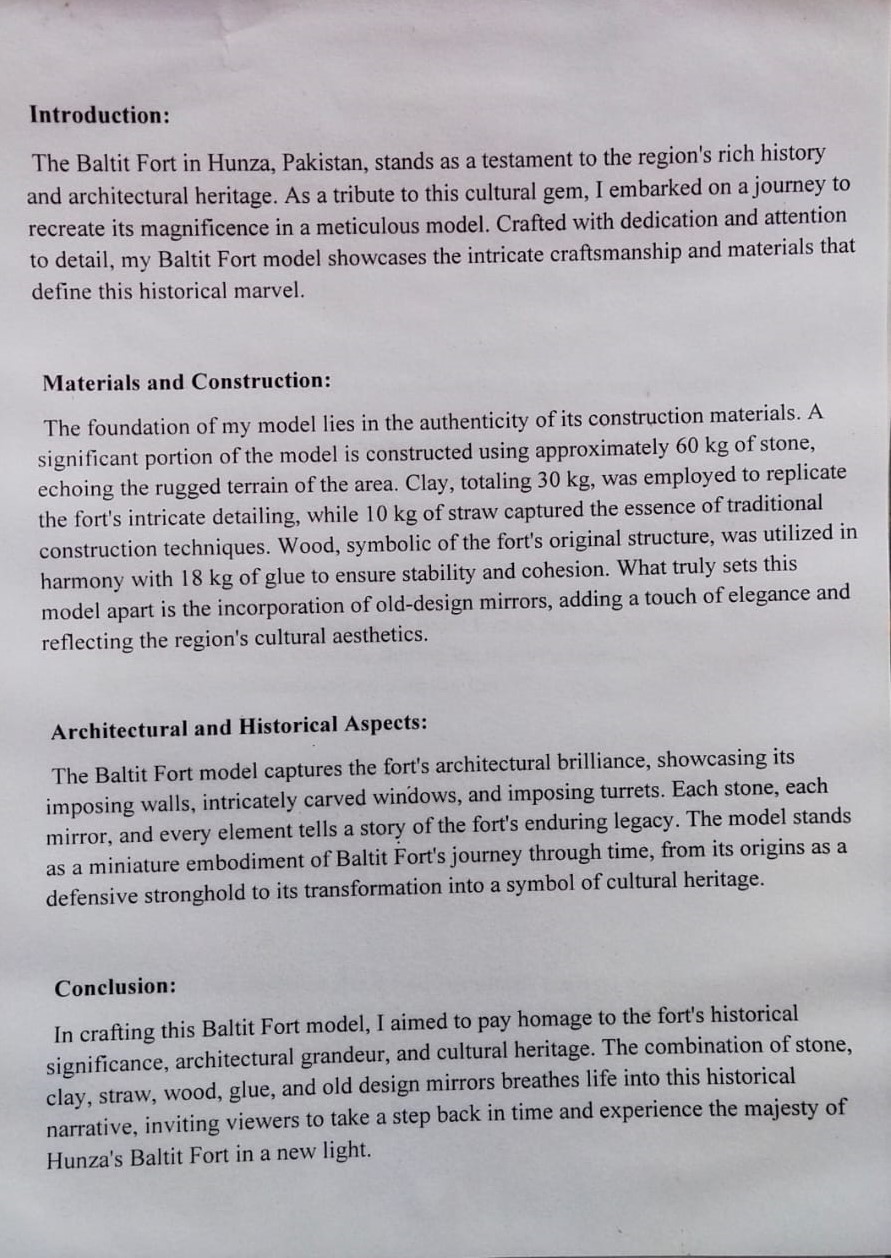 Introduction:
The Baltit Fort in Hunza, Pakistan, stands as a testament to the region's rich history
and architectural heritage. As a tribute to this cultural gem, I embarked on a journey to
recreate its magnificence in a meticulous model. Crafted with dedication and attention
to detail, my Baltit Fort model showcases the intricate craftsmanship and materials that
define this historical marvel.
Materials and Construction:
The foundation of my model lies in the authenticity of its construction materials. A
significant portion of the model is constructed using approximately 60 kg of stone,
echoing the rugged terrain of the area. Clay, totaling 30 kg, was employed to replicate
the fort's intricate detailing, while 10 kg of straw captured the essence of traditional
construction techniques. Wood, symbolic of the fort's original structure, was utilized in
harmony with 18 kg of glue to ensure stability and cohesion. What truly sets this
model apart is the incorporation of old-design mirrors, adding a touch of elegance and
reflecting the region's cultural aesthetics.
Architectural and Historical Aspects:
The Baltit Fort model captures the fort's architectural brilliance, showcasing its
imposing walls, intricately carved windows, and imposing turrets. Each stone, each
mirror, and every element tells a story of the fort's enduring legacy. The model stands
as a miniature embodiment of Baltit Fort's journey through time, from its origins as a
defensive stronghold to its transformation into a symbol of cultural heritage.
Conclusion:
In crafting this Baltit Fort model, I aimed to pay homage to the fort's historical
significance, architectural grandeur, and cultural heritage. The combination of stone,
clay, straw, wood, glue, and old design mirrors breathes life into this historical
narrative, inviting viewers to take a step back in time and experience the majesty of
Hunza's Baltit Fort in a new light.